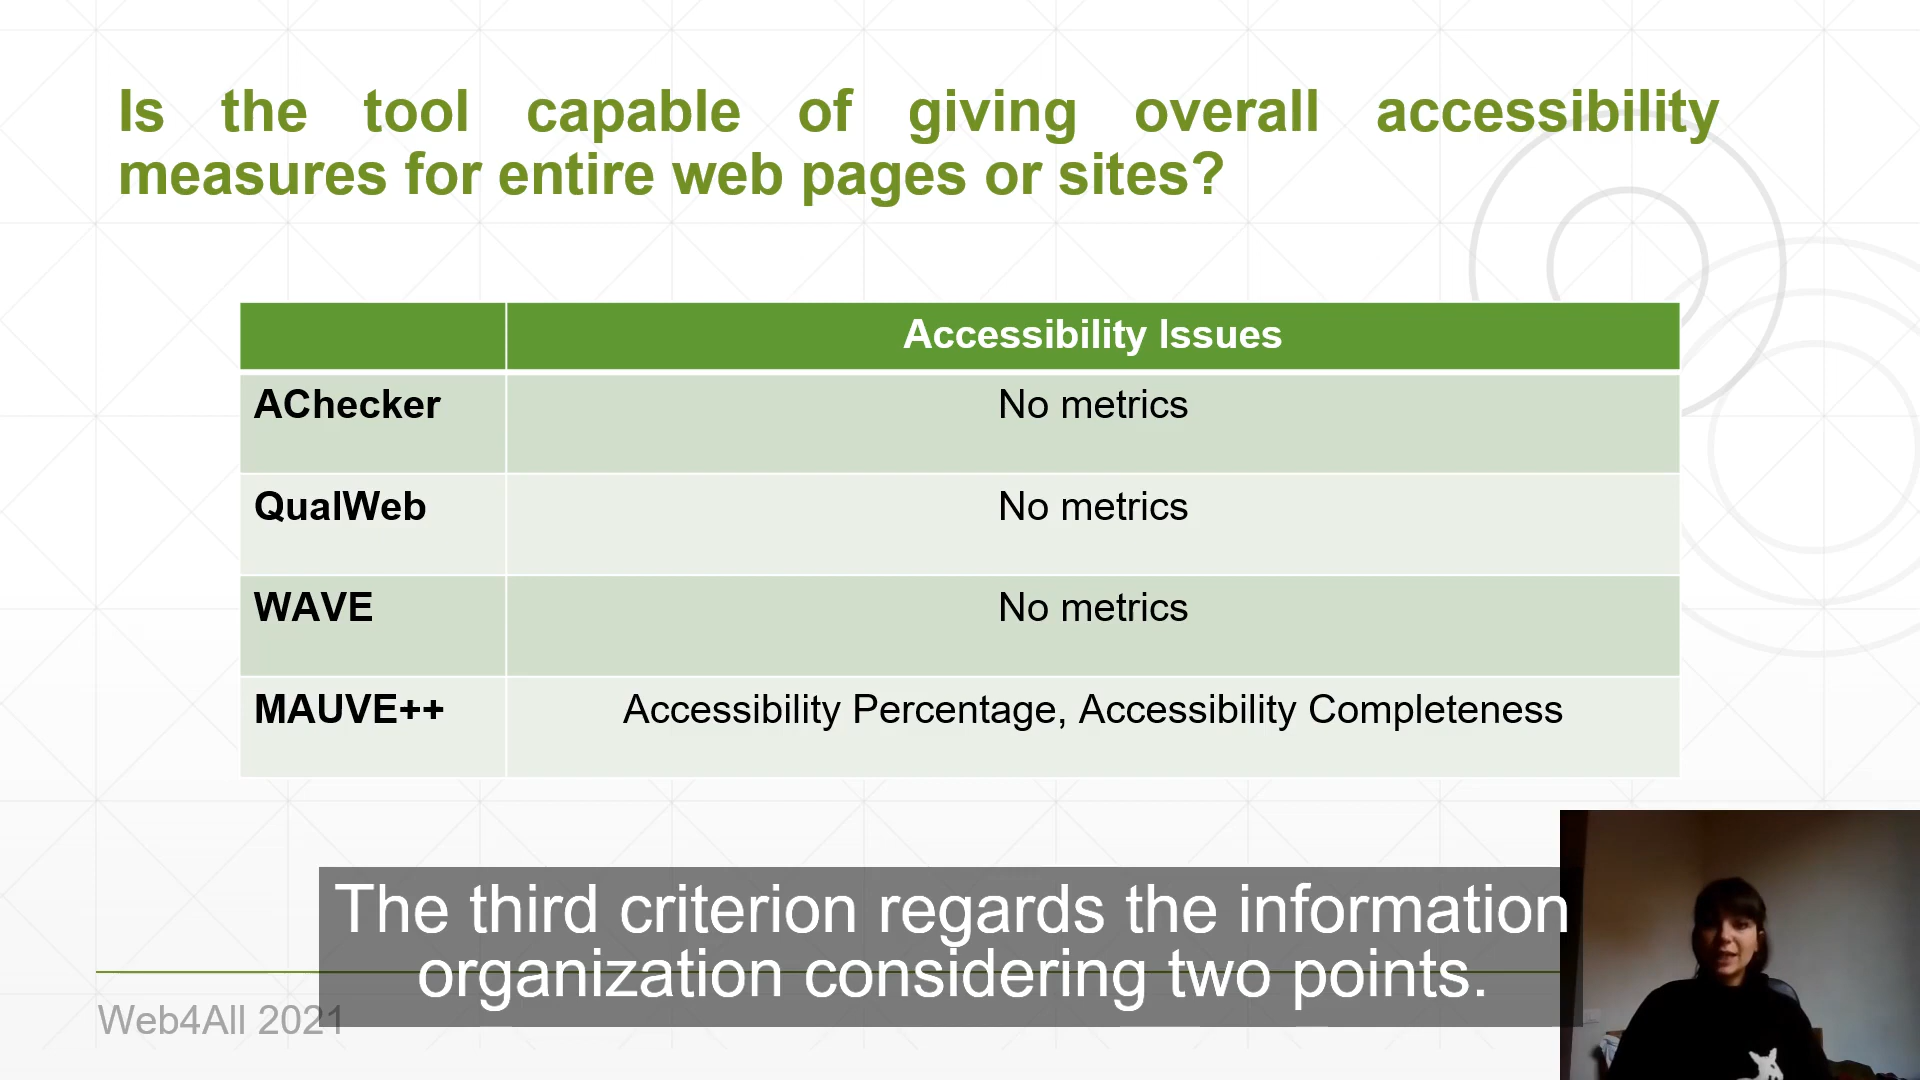 Is the tool capable of giving overall accessibility
measures for entire web pages or sites?
Accessibility Issues
AChecker No metrics
QualWeb No metrics
WAVE No metrics
MAUVE++ Accessibility Percentage, Accessibility Completeness
The third criterion regards the information
organization considering two points.
Web4All 2021